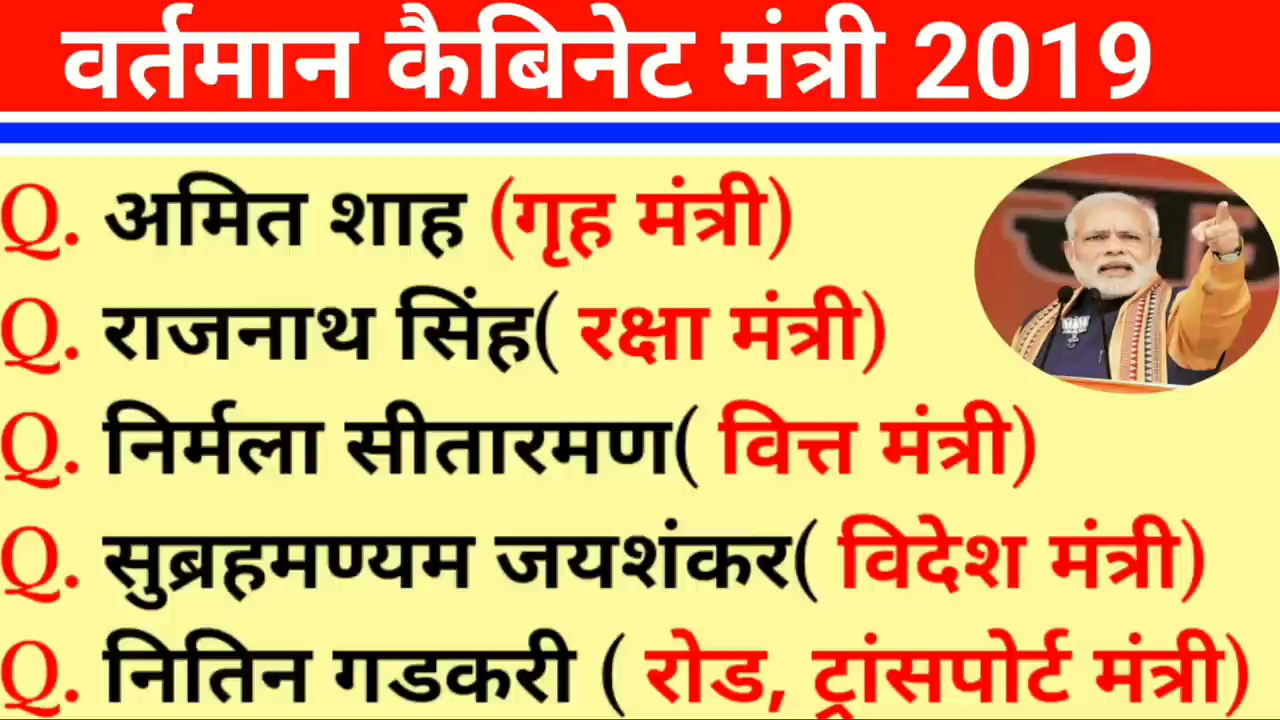 वर्तमान कैबिनेट मंत्री 2019
Q. अमित शाह (गृह मंत्री)
Q. राजनाथ सिंह( रक्षा मंत्री)
Q. निर्मला सीतारमण( वित्त मंत्री)
Q. सुब्रहमण्यम जयशंकर( विदेश मंत्री)
Q. नितिन गडकरी ( रोड, ट्रांसपोर्ट मंत्री)